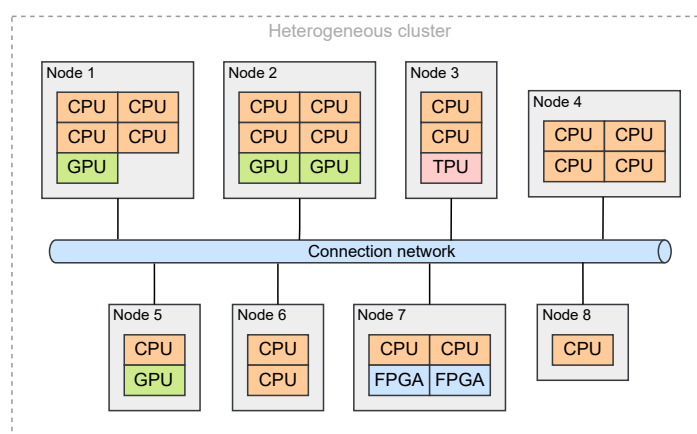 Heterogeneous cluster
Node 1
CPU CPU
CPU CPU
GPU
Node 2
CPU CPU
CPU CPU
GPU GPU
Node 3
CPU
CPU
TPU
Node 4
CPU CPU
CPU CPU
Connection network
Node 5
CPU
GPU
Node 6
CPU
CPU
Node 7
CPU CPU
FPGA FPGA
Node 8
CPU